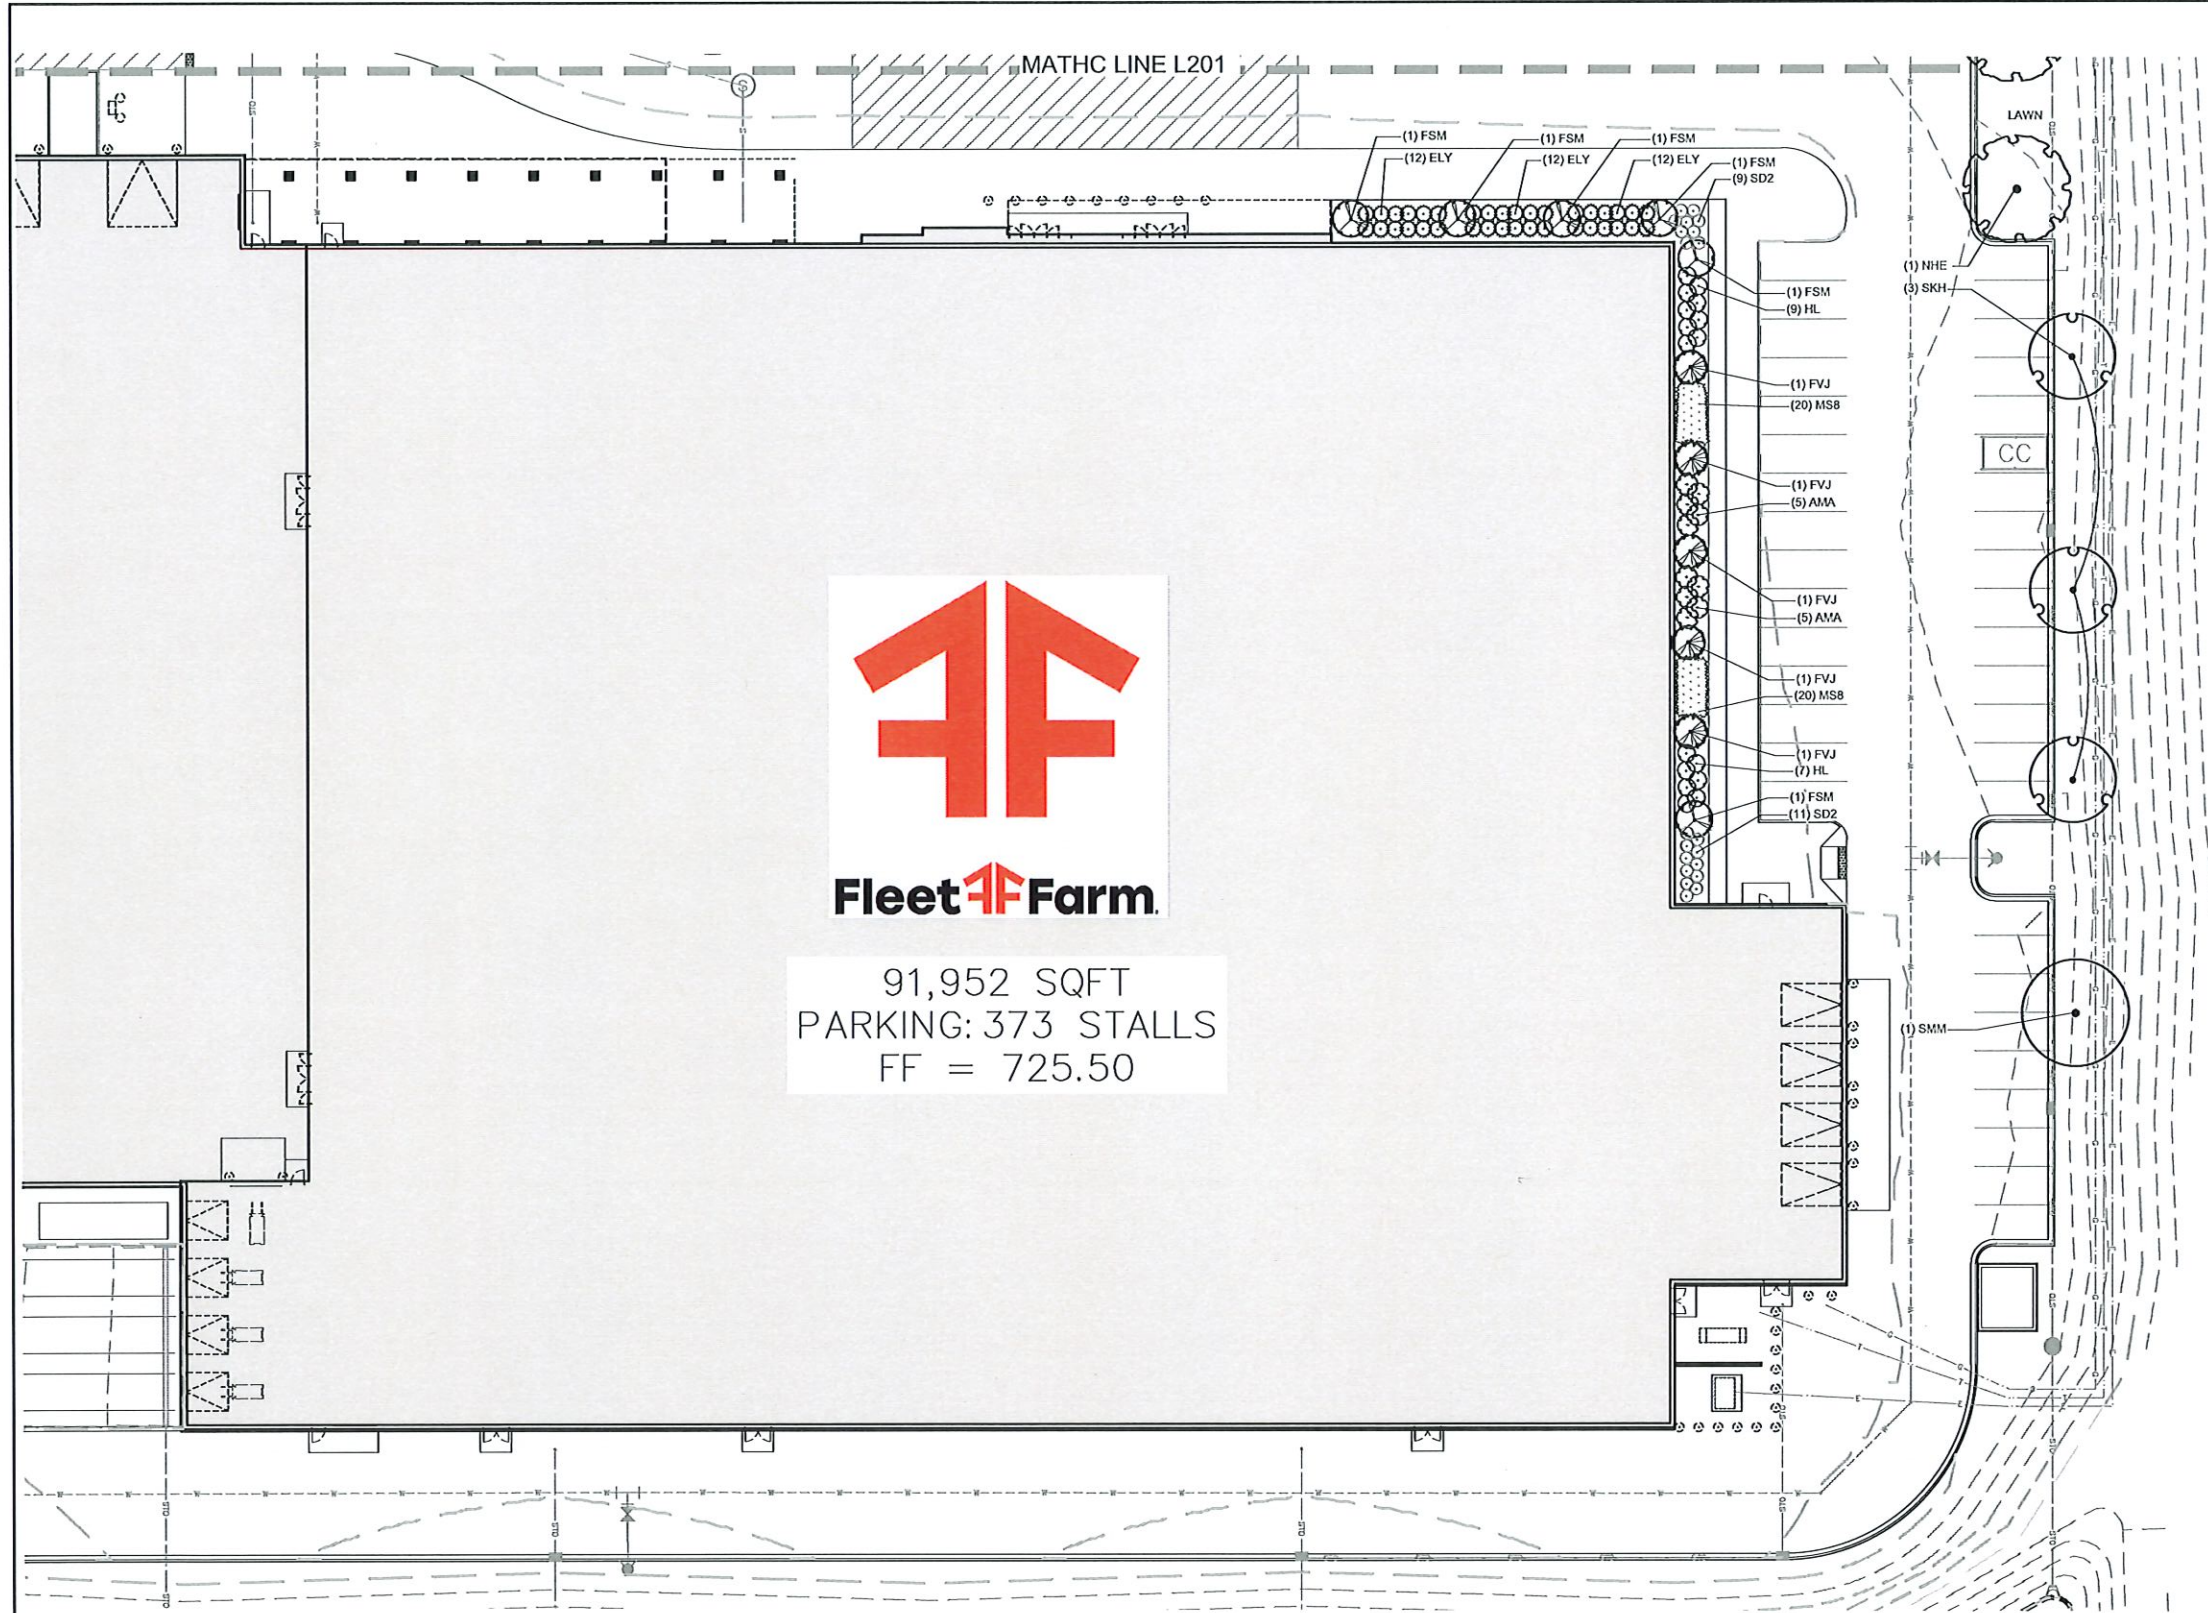 MATHC LINE L201
LAWN
(1) FSM
(12) ELY
(1) FSM
(12) ELY
(1) FSM
(12) ELY
(1) FSM
(9) SD2
(1) NHE
(3) SKH
(1) FSM
(9) HL
(1) FVJ
(20) MS8
CC
(1) FVJ
(5) AMA
(1) FVJ
(5) AMA
(1) FVJ
(20) MS8
(1) FVJ
(7) HL
(1) FSM
(11) SD2
(1) SMM
Fleet Farm.
91,952 SQFT
PARKING: 373 STALLS
FF = 725.50